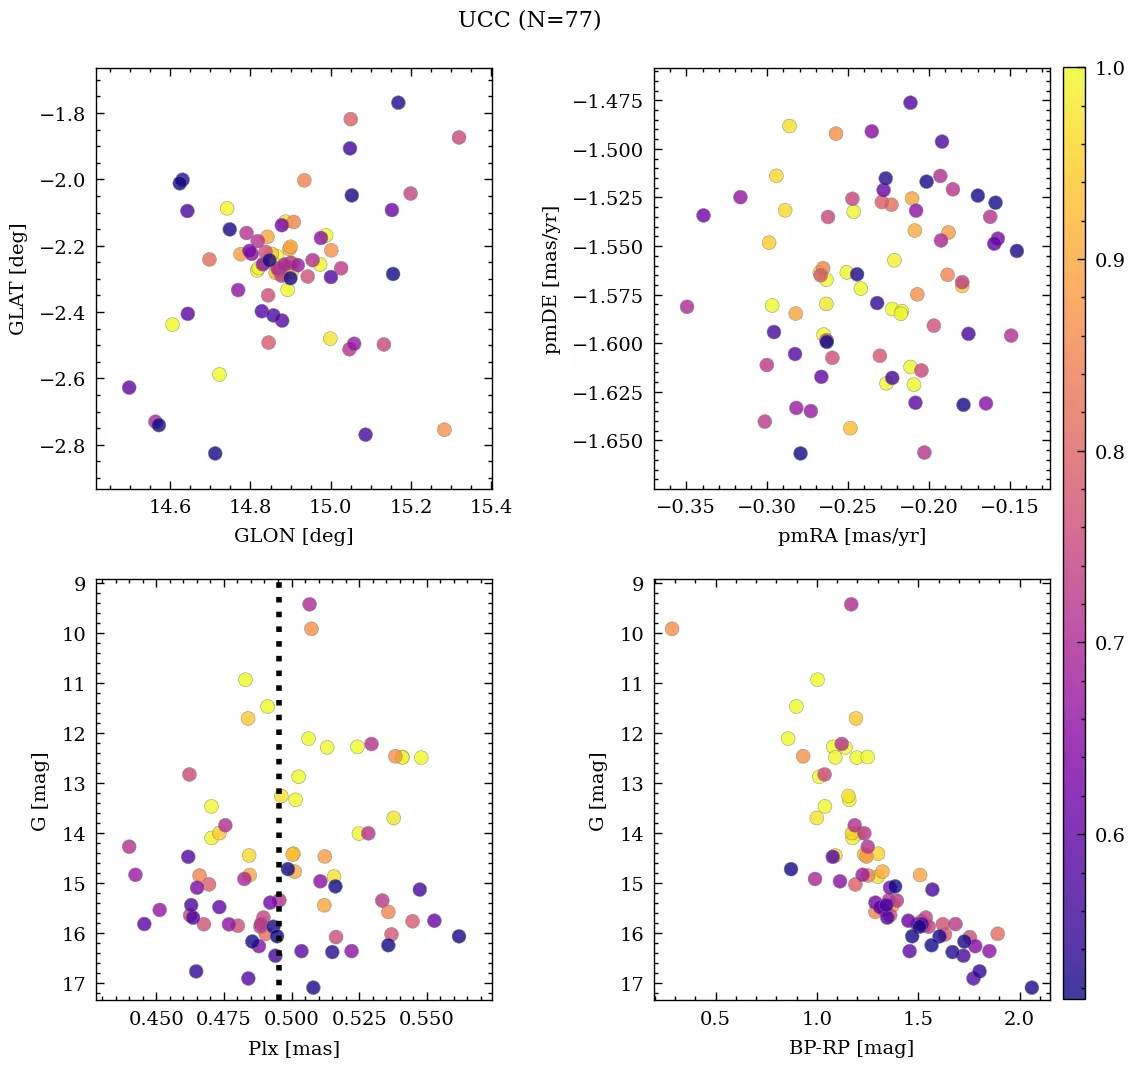 UCC (N=77)
−1.8
−2.0
−2.2
−2.4
−2.6
−2.8
GLAT [deg]
14.6 14.8 15.0 15.2 15.4
GLON [deg]
−1.475
−1.500
−1.525
−1.550
−1.575
−1.600
−1.625
−1.650
pmDE [mas/yr]
−0.35 −0.30 −0.25 −0.20 −0.15
pmRA [mas/yr]
1.0
0.9
0.8
0.7
0.6
9
10
11
12
13
14
15
16
17
G [mag]
0.450 0.475 0.500 0.525 0.550
Plx [mas]
9
10
11
12
13
14
15
16
17
G [mag]
0.5 1.0 1.5 2.0
BP-RP [mag]